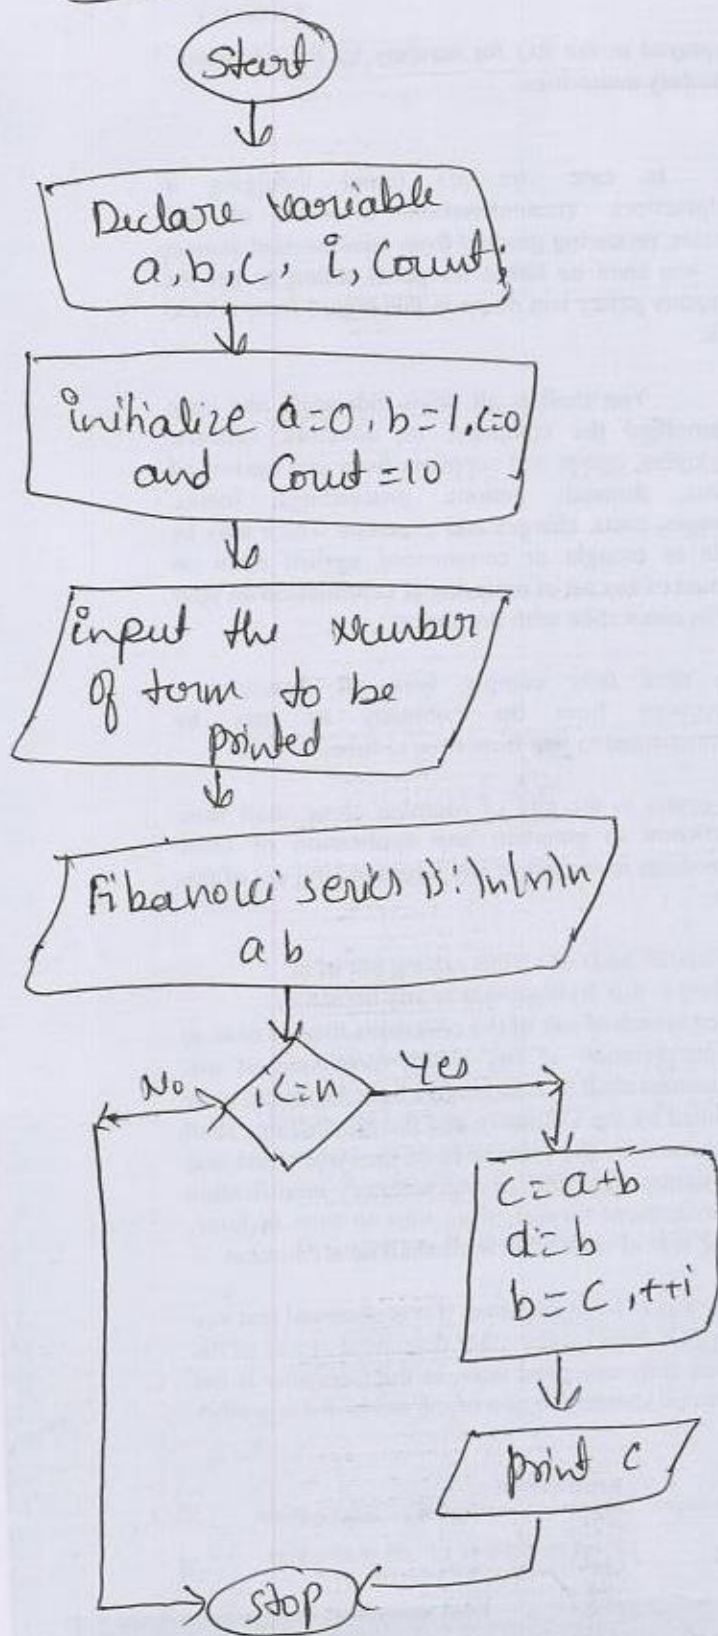 Start
Declare Variable
a, b, c, i, Count
initialize a=0, b=1, c=0
and Count =10
input the Number
of term to be
printed
Fibanocci series is:\n\n\n
a b
No
i<=n
Yes
c=a+b
a=b
b=c, ++i
print c
stop